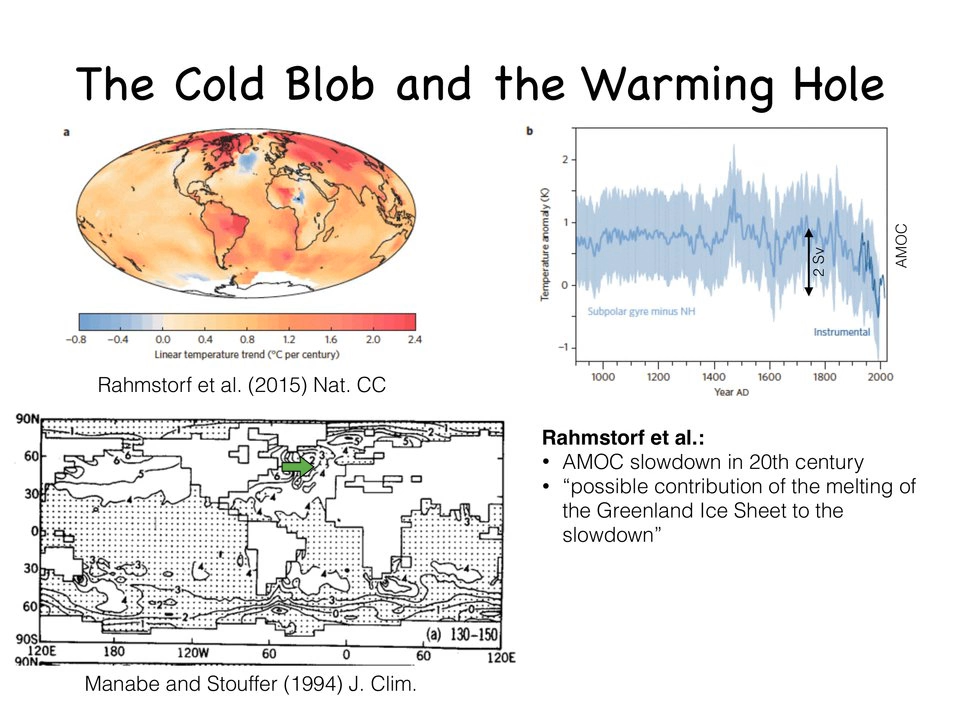 The Cold Blob and the Warming Hole
a
−0.8 −0.4 0.0 0.4 0.8 1.2 1.6 2.0 2.4
Linear temperature trend (°C per century)
Rahmstorf et al. (2015) Nat. CC
b
Temperature anomaly (K)
2
1
0
−1
2 Sv
AMOC
Subpolar gyre minus NH
Instrumental
1000 1200 1400 1600 1800 2000
Year AD
90N
60
30
0
30
60
90S
120E 180 120W 60 0 60 120E
90N
(a) 130-150
Manabe and Stouffer (1994) J. Clim.
Rahmstorf et al.:
• AMOC slowdown in 20th century
• “possible contribution of the melting of
the Greenland Ice Sheet to the
slowdown”